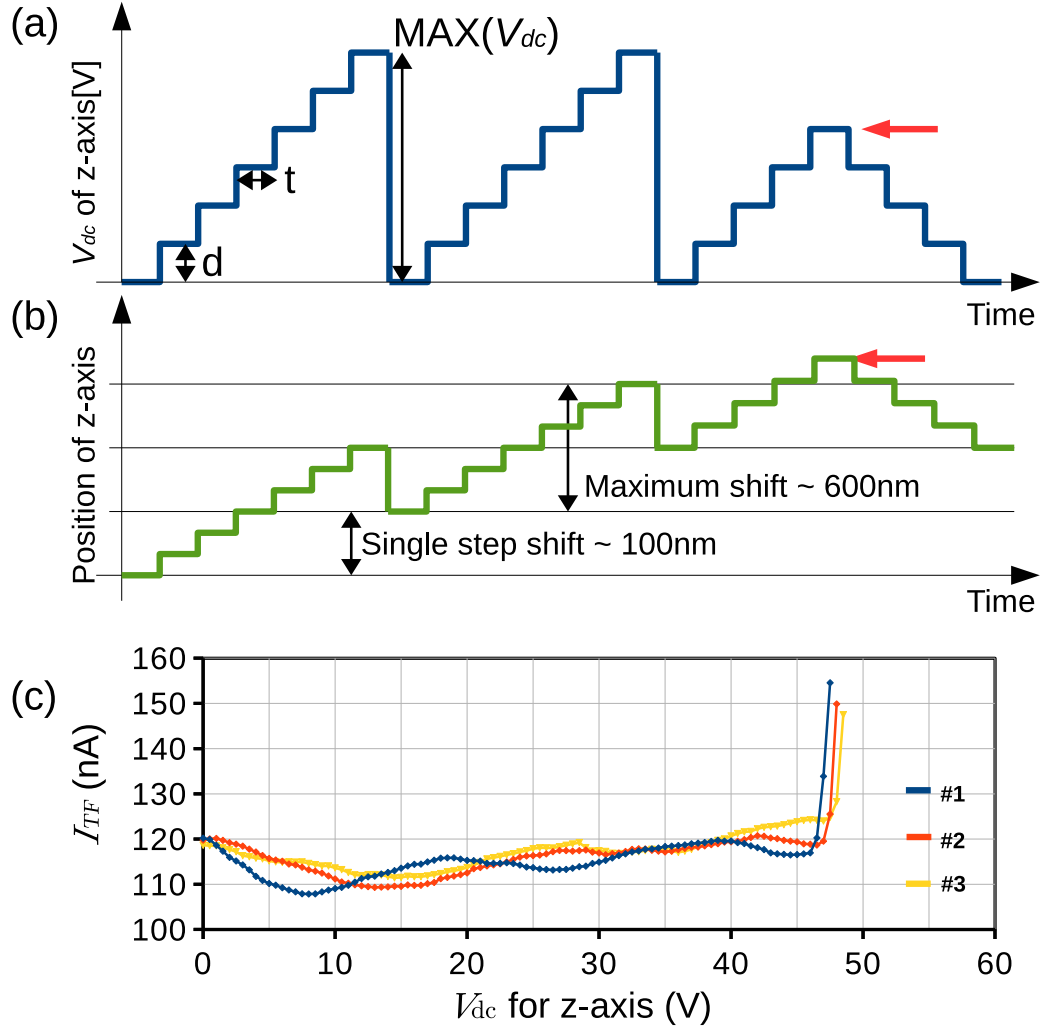 (a)
MAX(Vdc)
Vdc of z-axis[V]
t
d
Time
(b)
Position of z-axis
Maximum shift ~ 600nm
Single step shift ~ 100nm
Time
(c)
160
150
140
130
120
110
100
ITF (nA)
#1
#2
#3
0 10 20 30 40 50 60
Vdc for z-axis (V)